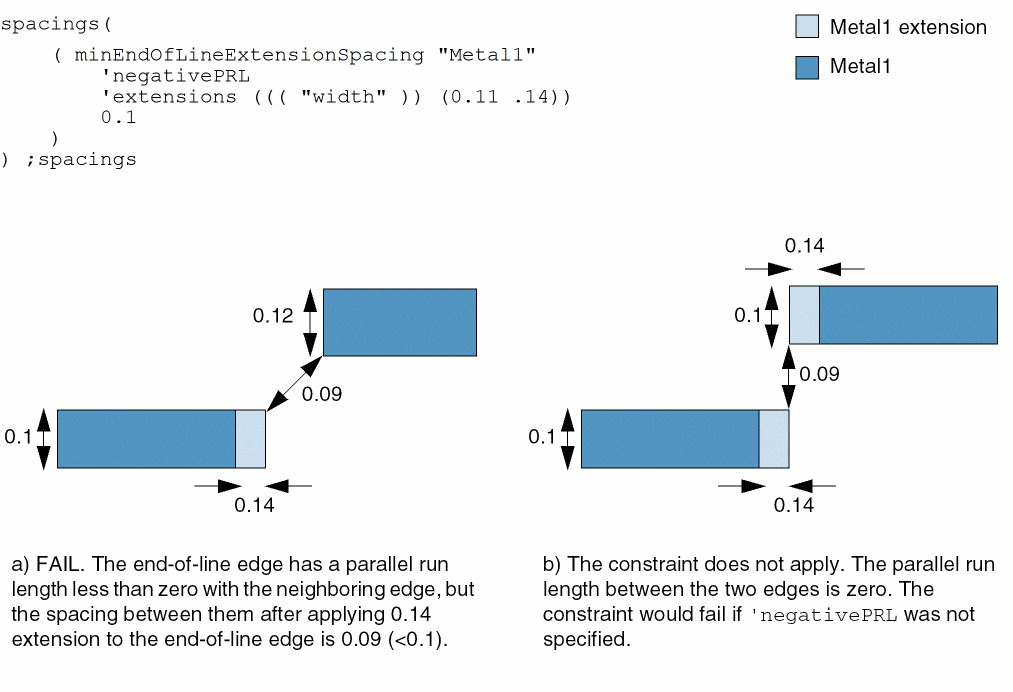 spacings(
( minEndOfLineExtensionSpacing "Metal1"
'negativePRL
'extensions ((( "width" )) (0.11 .14))
0.1
)
) ;spacings
Metal1 extension
Metal1
0.12
0.09
0.1
0.14
a) FAIL. The end-of-line edge has a parallel run
length less than zero with the neighboring edge, but
the spacing between them after applying 0.14
extension to the end-of-line edge is 0.09 (<0.1).
0.14
0.1
0.09
0.1
0.14
b) The constraint does not apply. The parallel run
length between the two edges is zero. The
constraint would fail if 'negativePRL was not
specified.